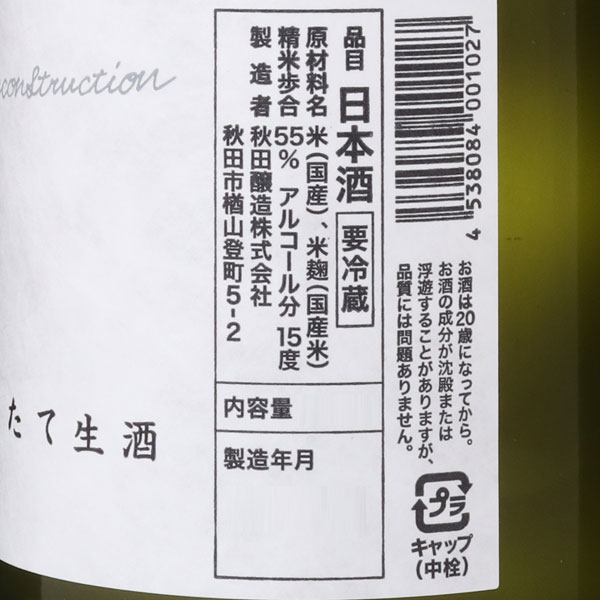 4 538084 001027
品目 日本酒 要冷蔵
原材料名 米(国産)、米麹(国産米)
精米歩合 55% アルコール分 15度
製造者 秋田醸造株式会社
秋田市楢山登町5-2
内容量
製造年月
お酒は20歳になってから。
お酒の成分が沈殿または
浮遊することがありますが、
品質には問題ありません。
プラ
キャップ
(中栓)
construction
たて生酒